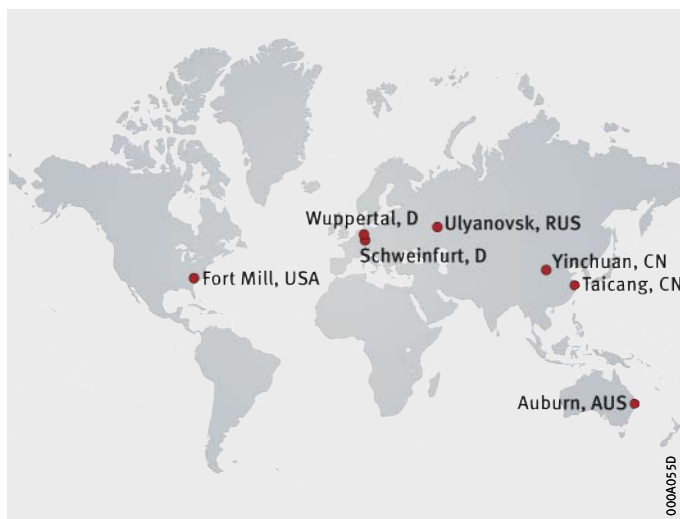 Wuppertal, D
Ulyanovsk, RUS
Schweinfurt, D
Yinchuan, CN
Fort Mill, USA
Taicang, CN
Auburn, AUS
000A055D